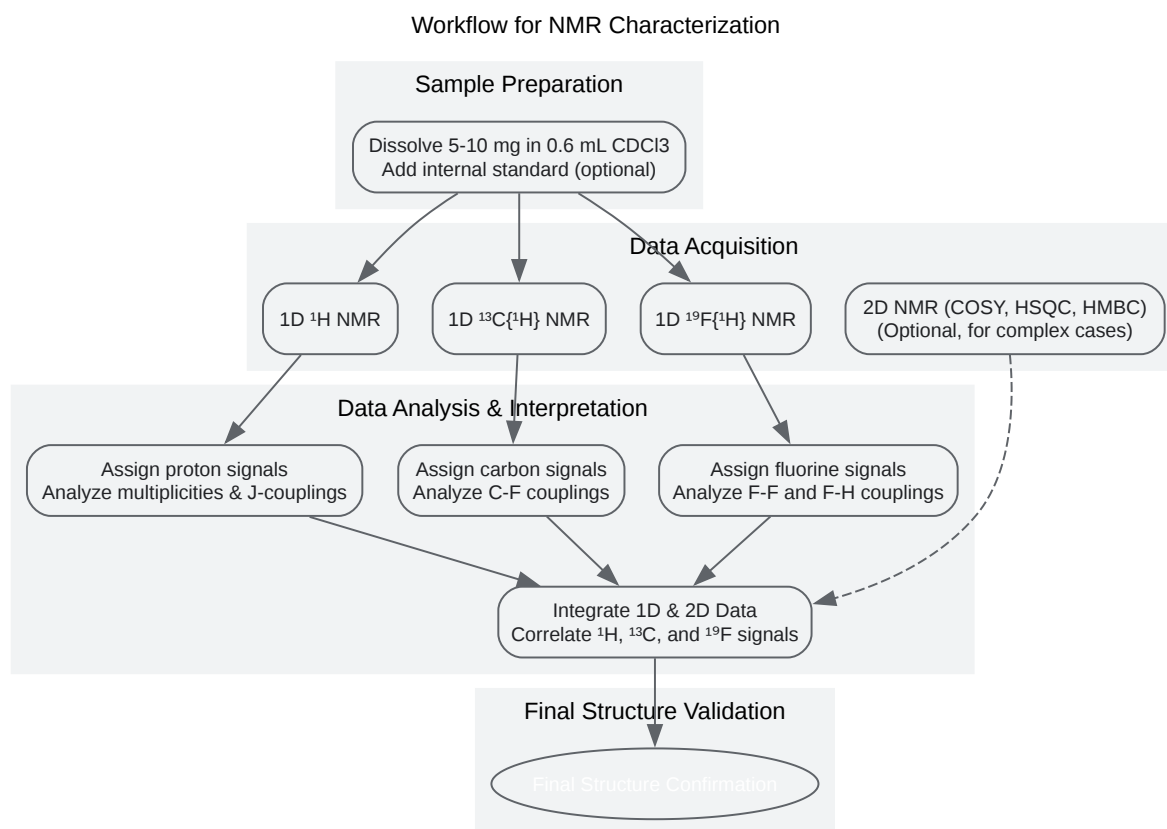 Workflow for NMR Characterization
Sample Preparation
Dissolve 5-10 mg in 0.6 mL CDCl3
Add internal standard (optional)
Data Acquisition
1D ¹H NMR
1D ¹³C{¹H} NMR
1D ¹⁹F{¹H} NMR
2D NMR (COSY, HSQC, HMBC)
(Optional, for complex cases)
Data Analysis & Interpretation
Assign proton signals
Analyze multiplicities & J-couplings
Assign carbon signals
Analyze C-F couplings
Assign fluorine signals
Analyze F-F and F-H couplings
Integrate 1D & 2D Data
Correlate ¹H, ¹³C, and ¹⁹F signals
Final Structure Validation
Final Structure Confirmation